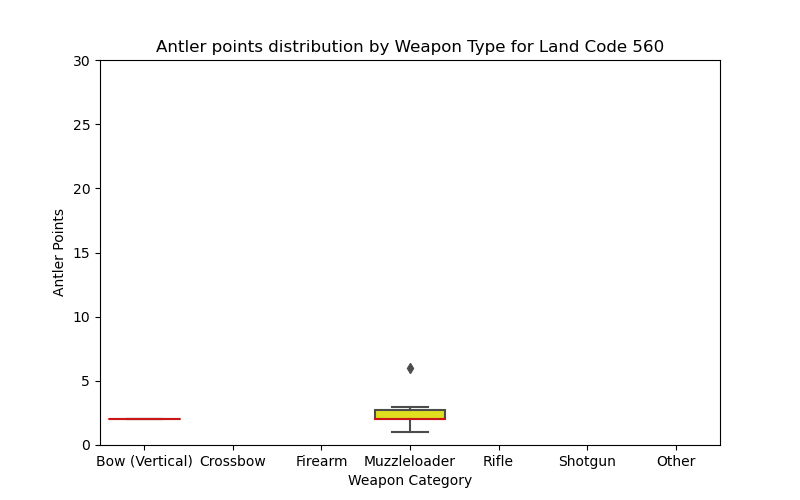 Antler points distribution by Weapon Type for Land Code 560
30
25
20
15
10
5
0
Antler Points
Bow (Vertical) Crossbow Firearm Muzzleloader Rifle Shotgun Other
Weapon Category